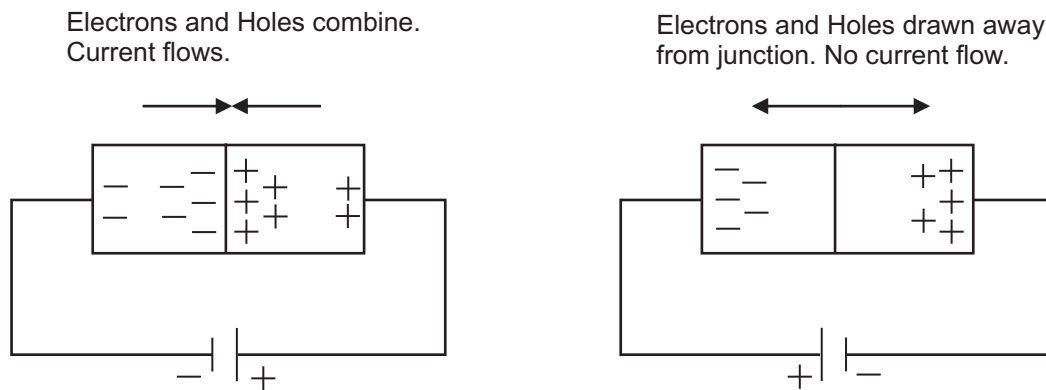 Electrons and Holes combine.
Current flows.
Electrons and Holes drawn away
from junction. No current flow.
− − − − − − − + + + + + + +
− − − − − + + + + +
− +
+ −